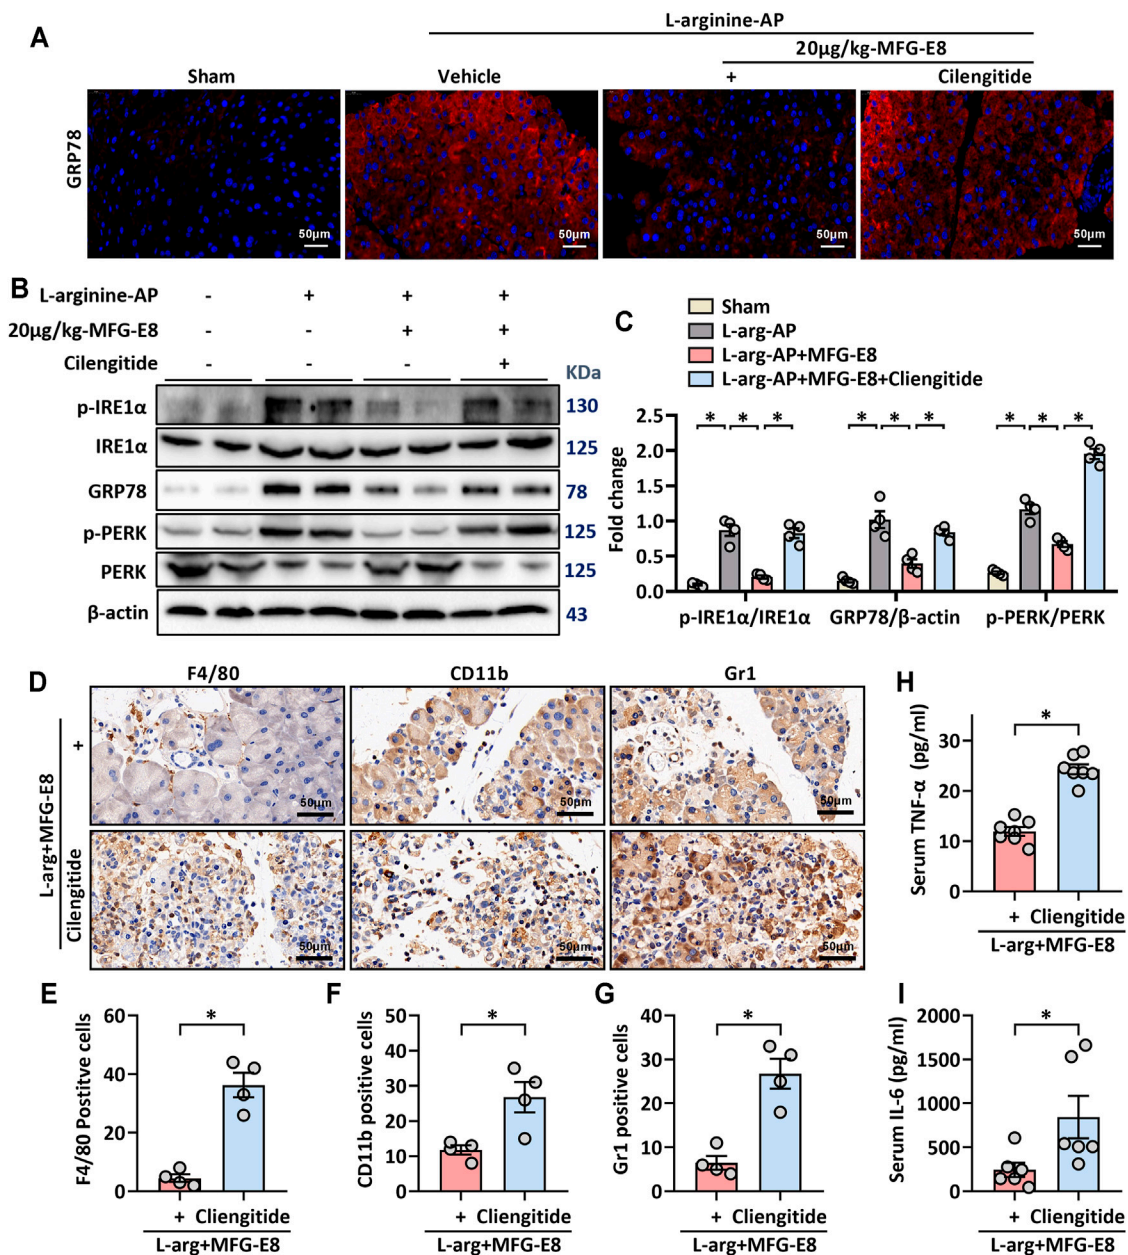 A
L-arginine-AP
20μg/kg-MFG-E8
Sham
Vehicle
+
Cilengitide
GRP78
50μm
50μm
50μm
50μm
B
L-arginine-AP - + + +
20μg/kg-MFG-E8 - - + +
Cilengitide - - - +
KDa
p-IRE1α 130
IRE1α 125
GRP78 78
p-PERK 125
PERK 125
β-actin 43
C
Sham
L-arg-AP
L-arg-AP+MFG-E8
L-arg-AP+MFG-E8+Cliengitide
Fold change
2.5
2.0
1.5
1.0
0.5
0.0
* * * * * * * * *
p-IRE1α/IRE1α
GRP78/β-actin
p-PERK/PERK
D
F4/80
CD11b
Gr1
L-arg+MFG-E8
+
Cilengitide
50μm
50μm
50μm
50μm
50μm
50μm
H
Serum TNF-α (pg/ml)
30
20
10
0
*
+ Cliengitide
L-arg+MFG-E8
E
F4/80 Posititve cells
60
40
20
0
*
+ Cliengitide
L-arg+MFG-E8
F
CD11b positive cells
50
40
30
20
10
0
*
+ Cliengitide
L-arg+MFG-E8
G
Gr1 positive cells
40
30
20
10
0
*
+ Cliengitide
L-arg+MFG-E8
I
Serum IL-6 (pg/ml)
2000
1500
1000
500
0
*
+ Cliengitide
L-arg+MFG-E8